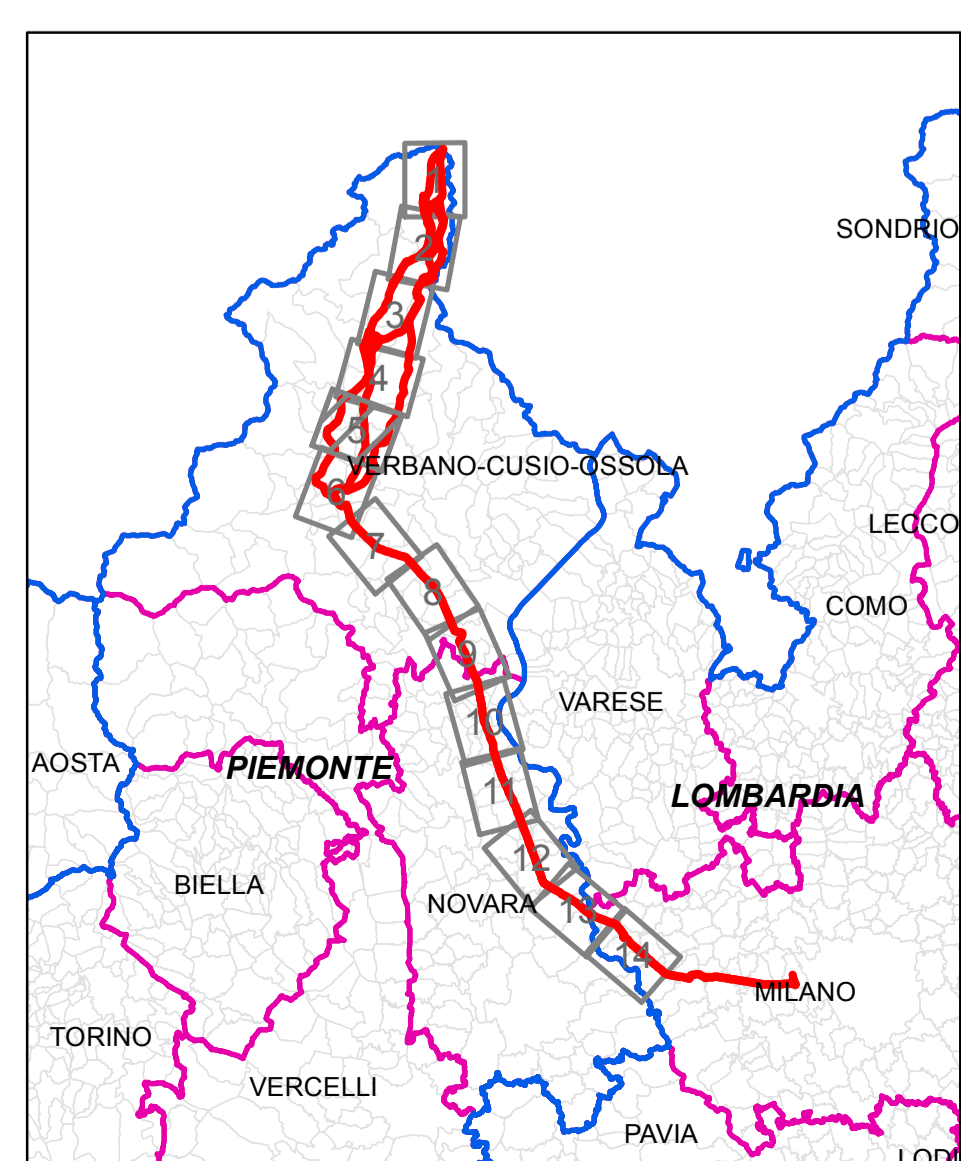 1
SONDRIO
2
3
4
5
VERBANO-CUSIO-OSSOLA
6
LECCO
7
8
COMO
9
VARESE
10
AOSTA
PIEMONTE
11
LOMBARDIA
12
BIELLA
NOVARA
13
14
MILANO
TORINO
VERCELLI
PAVIA
LODI